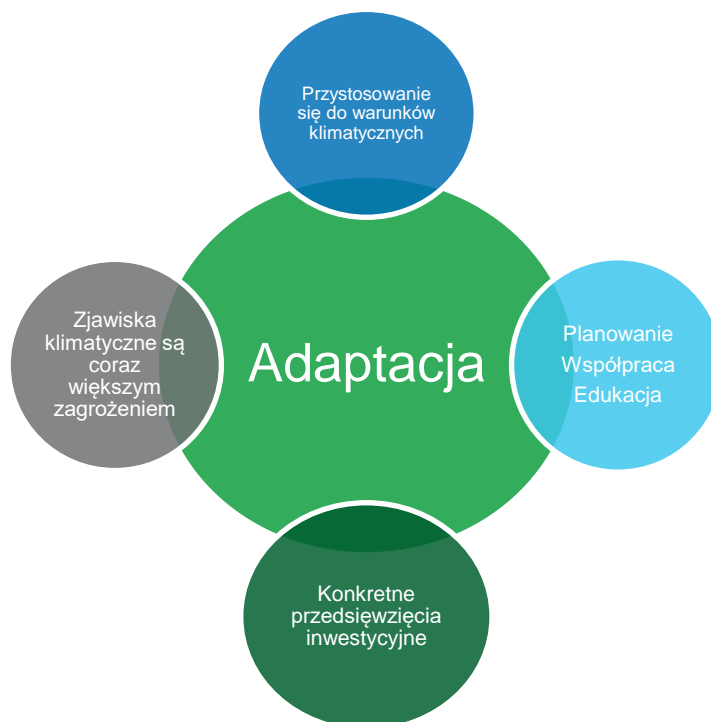 Przystosowanie
się do warunków
klimatycznych
Zjawiska
klimatyczne są
coraz
większym
zagrożeniem
Adaptacja
Planowanie
Współpraca
Edukacja
Konkretne
przedsięwzięcia
inwestycyjne